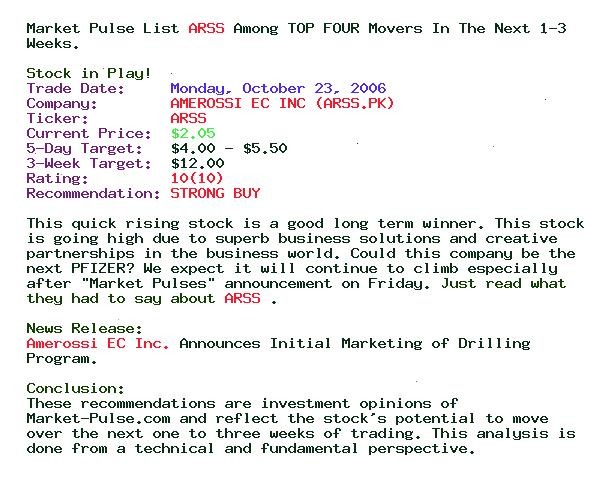 Market Pulse List ARSS Among TOP FOUR Movers In The Next 1-3
Weeks.
Stock in Play!
Trade Date: Monday, October 23, 2006
Company: AMEROSSI EC INC (ARSS.PK)
Ticker: ARSS
Current Price: $2.05
5-Day Target: $4.00 - $5.50
3-Week Target: $12.00
Rating: 10(10)
Recommendation: STRONG BUY
This quick rising stock is a good long term winner. This stock
is going high due to superb business solutions and creative
partnerships in the business world. Could this company be the
next PFIZER? We expect it will continue to climb especially
after "Market Pulses" announcement on Friday. Just read what
they had to say about ARSS .
News Release:
Amerossi EC Inc. Announces Initial Marketing of Drilling
Program.
Conclusion:
These recommendations are investment opinions of
Market-Pulse.com and reflect the stock's potential to move
over the next one to three weeks of trading. This analysis is
done from a technical and fundamental perspective.